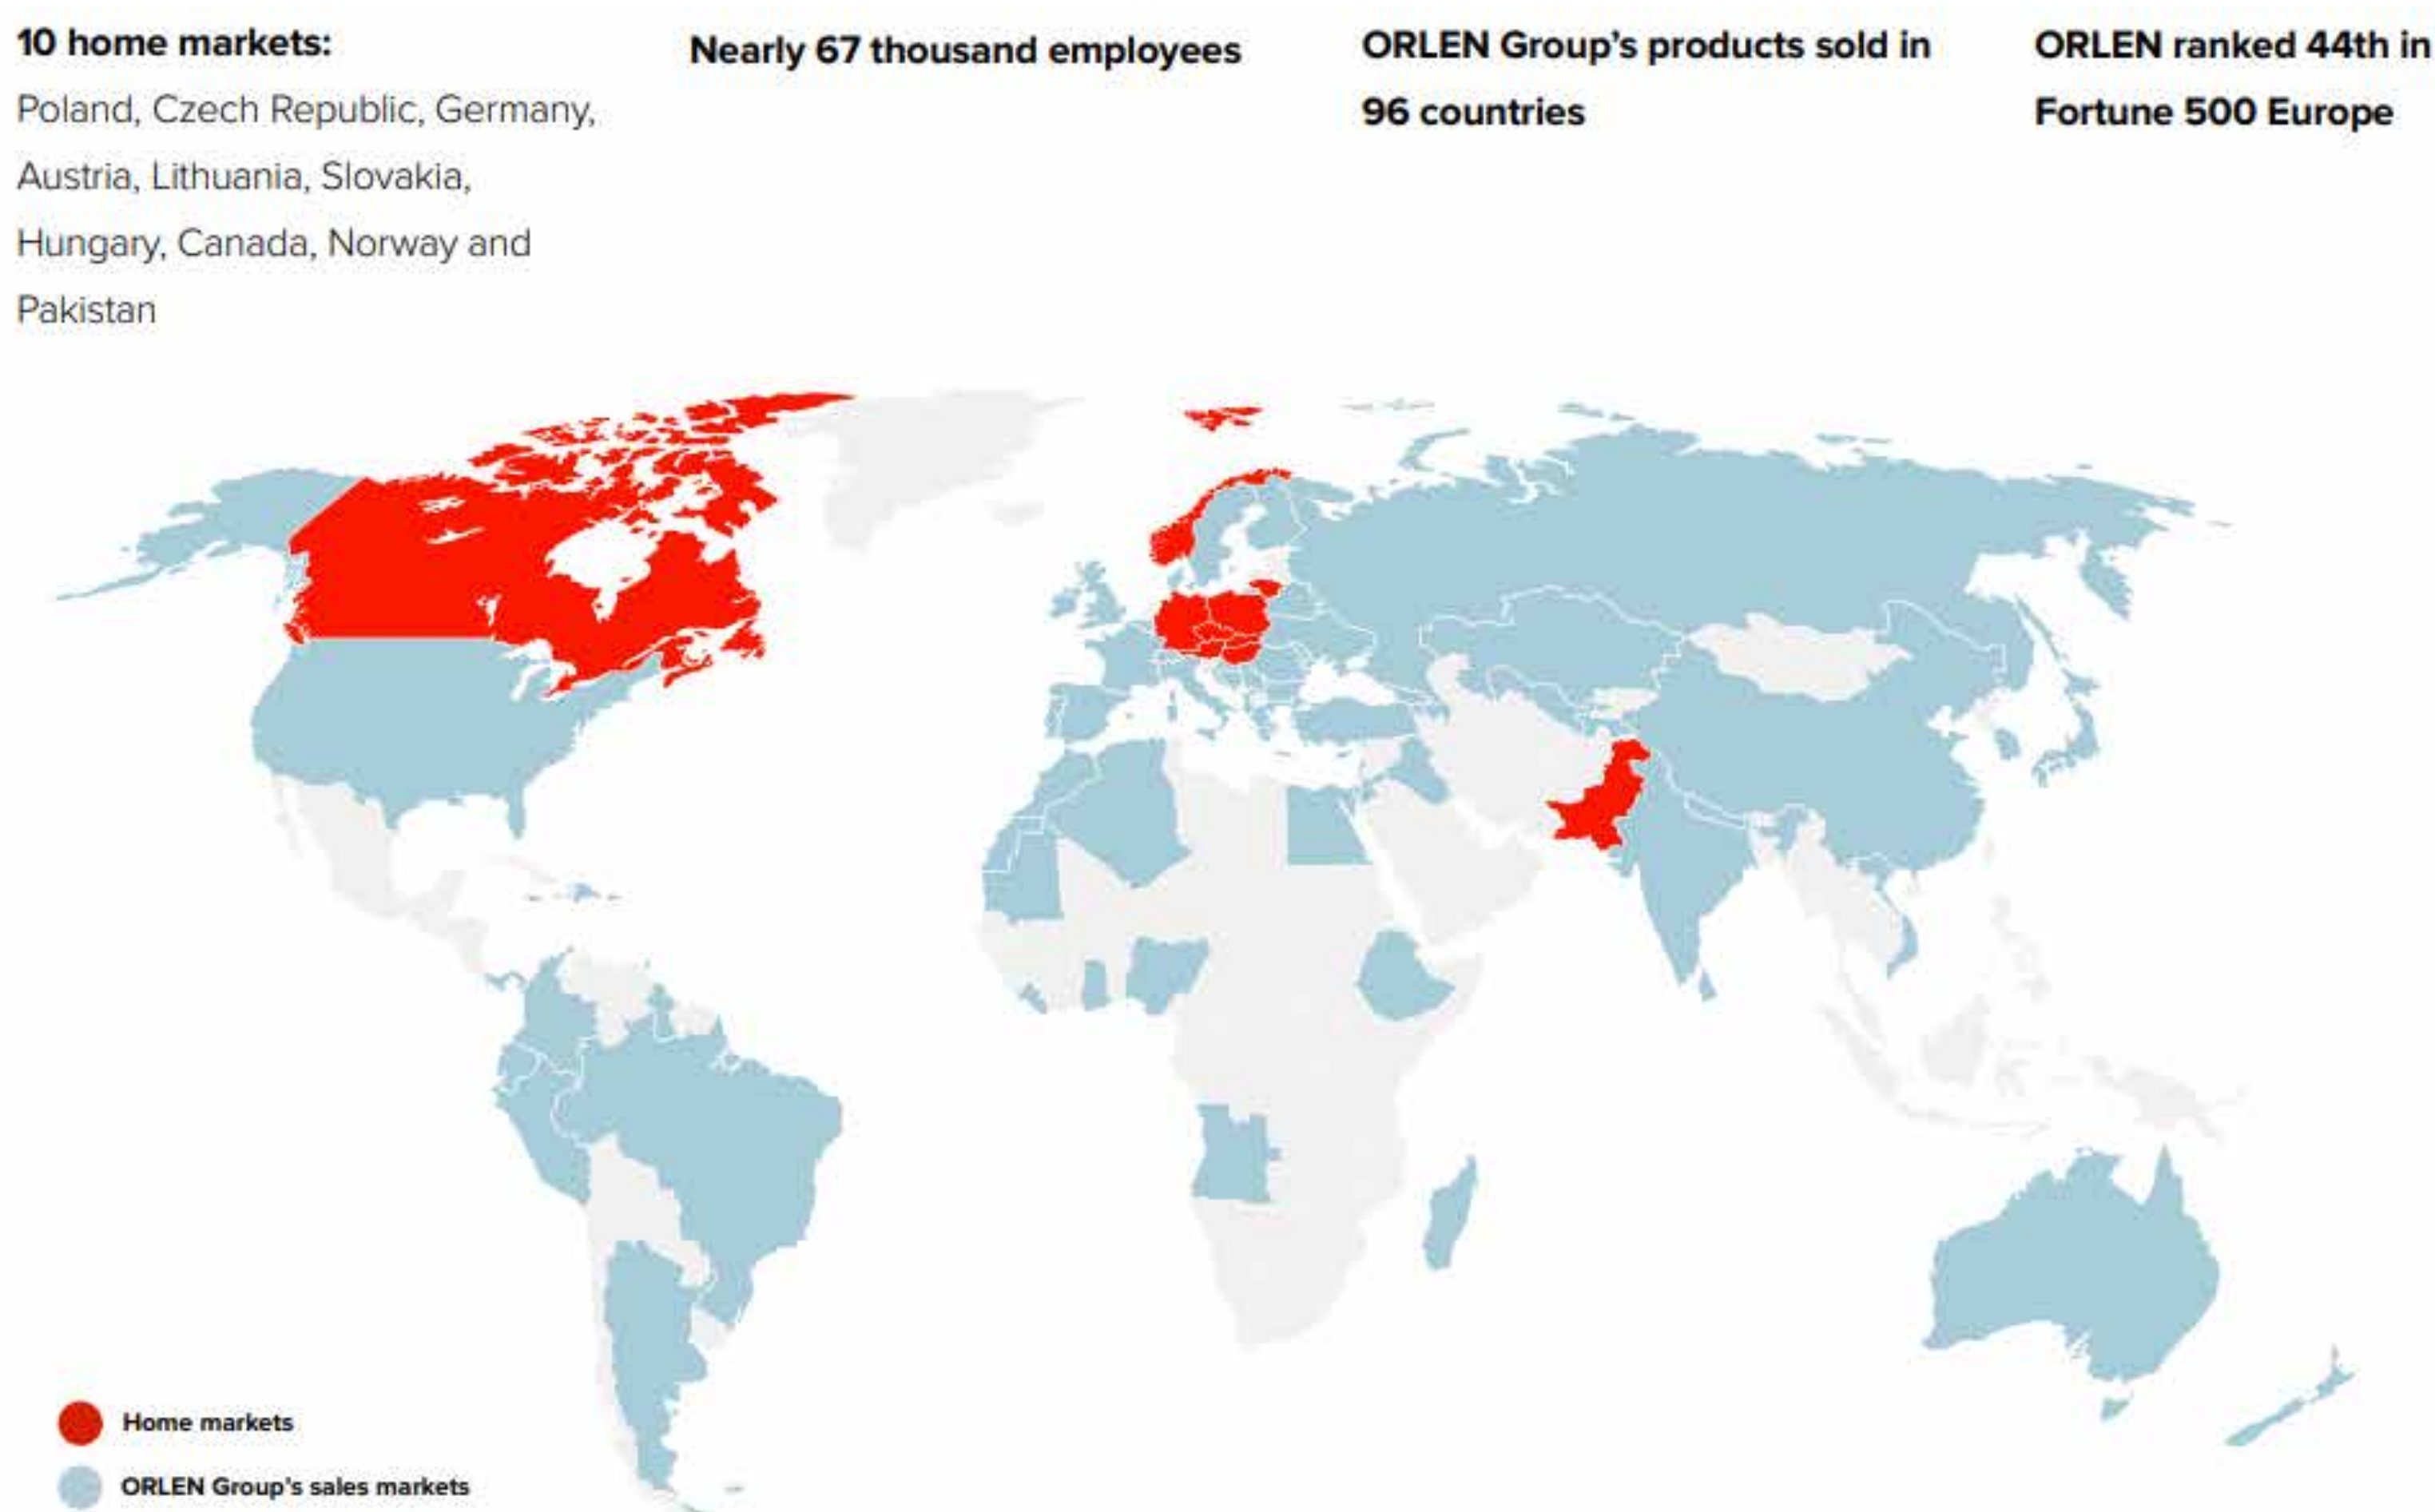 10 home markets:
Poland, Czech Republic, Germany,
Austria, Lithuania, Slovakia,
Hungary, Canada, Norway and
Pakistan
Nearly 67 thousand employees
ORLEN Group’s products sold in
96 countries
ORLEN ranked 44th in
Fortune 500 Europe
Home markets
ORLEN Group's sales markets